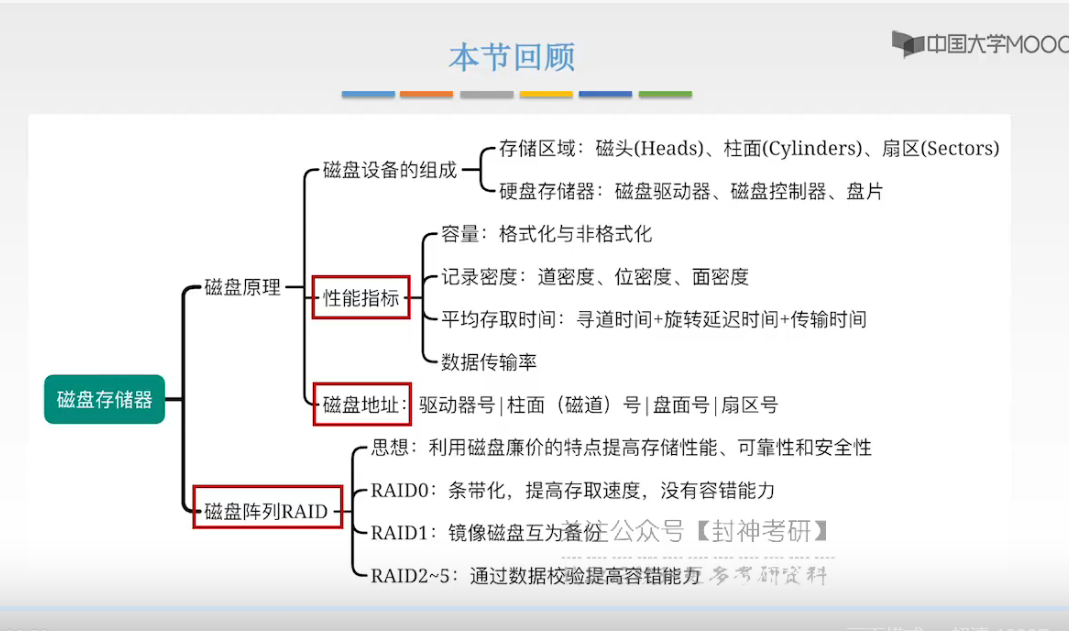 中国大学MOOC
本节回顾
存储区域：磁头(Heads)、柱面(Cylinders)、扇区(Sectors)
磁盘设备的组成
硬盘存储器：磁盘驱动器、磁盘控制器、盘片
容量：格式化与非格式化
磁盘原理
记录密度：道密度、位密度、面密度
性能指标
平均存取时间：寻道时间+旋转延迟时间+传输时间
数据传输率
磁盘存储器
磁盘地址：驱动器号|柱面（磁道）号|盘面号|扇区号
思想：利用磁盘廉价的特点提高存储性能、可靠性和安全性
RAID0：条带化，提高存取速度，没有容错能力
磁盘阵列RAID
RAID1：镜像磁盘互为备份
关注公众号【封神考研】
RAID2~5：通过数据校验提高容错能力
更多考研资料